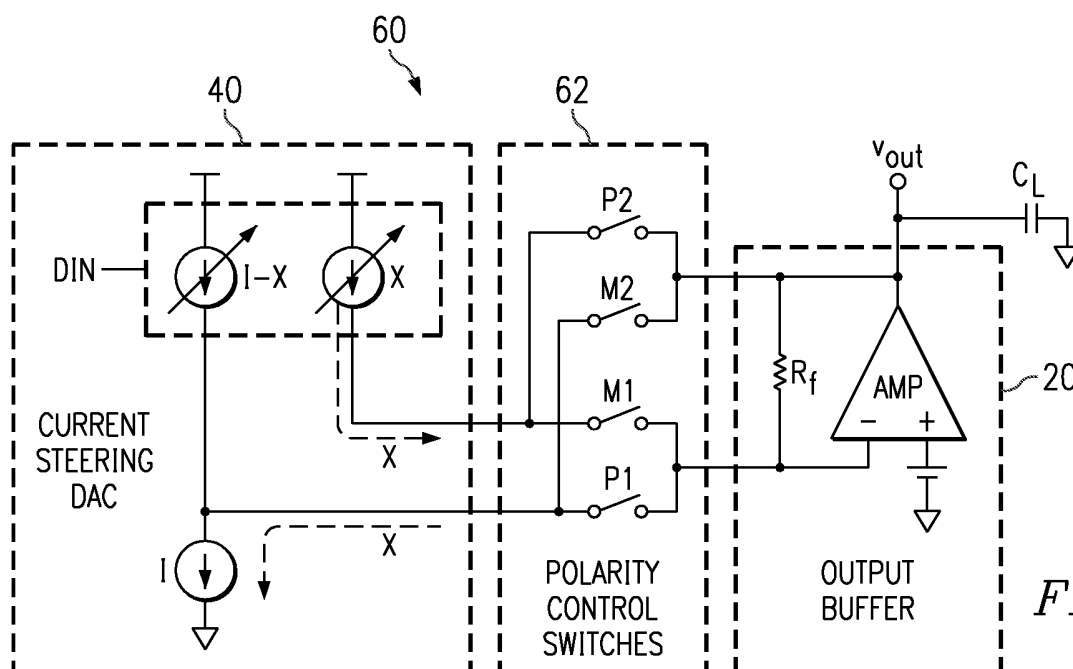 60
40
62
v_out
C_L
P2
DIN
I-X
X
M2
20
R_f
AMP
- +
M1
CURRENT
STEERING
DAC
X
P1
X
I
POLARITY
CONTROL
SWITCHES
OUTPUT
BUFFER